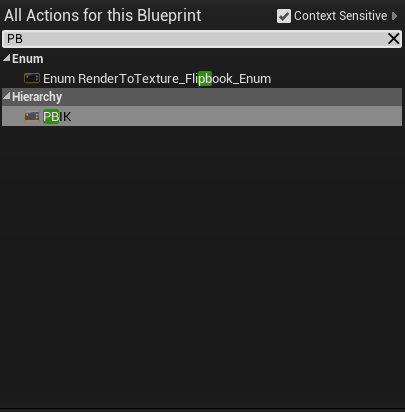 All Actions for this Blueprint Context Sensitive
PB
Enum
Enum RenderToTexture_Flipbook_Enum
Hierarchy
PBIK